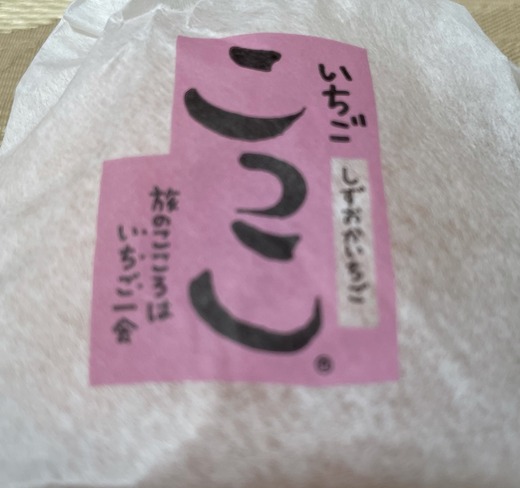 いちご
しずおかいちご
こっこ®
旅のこころは
いちご一会